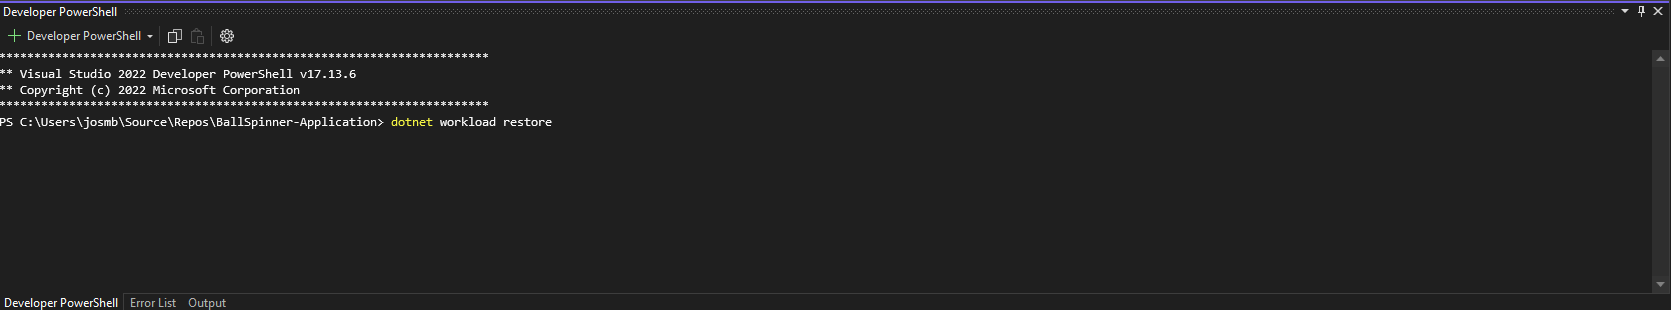 Developer PowerShell
Developer PowerShell
**********************************************************************
** Visual Studio 2022 Developer PowerShell v17.13.6
** Copyright (c) 2022 Microsoft Corporation
**********************************************************************
PS C:\Users\josmb\Source\Repos\BallSpinner-Application> dotnet workload restore
Developer PowerShell Error List Output